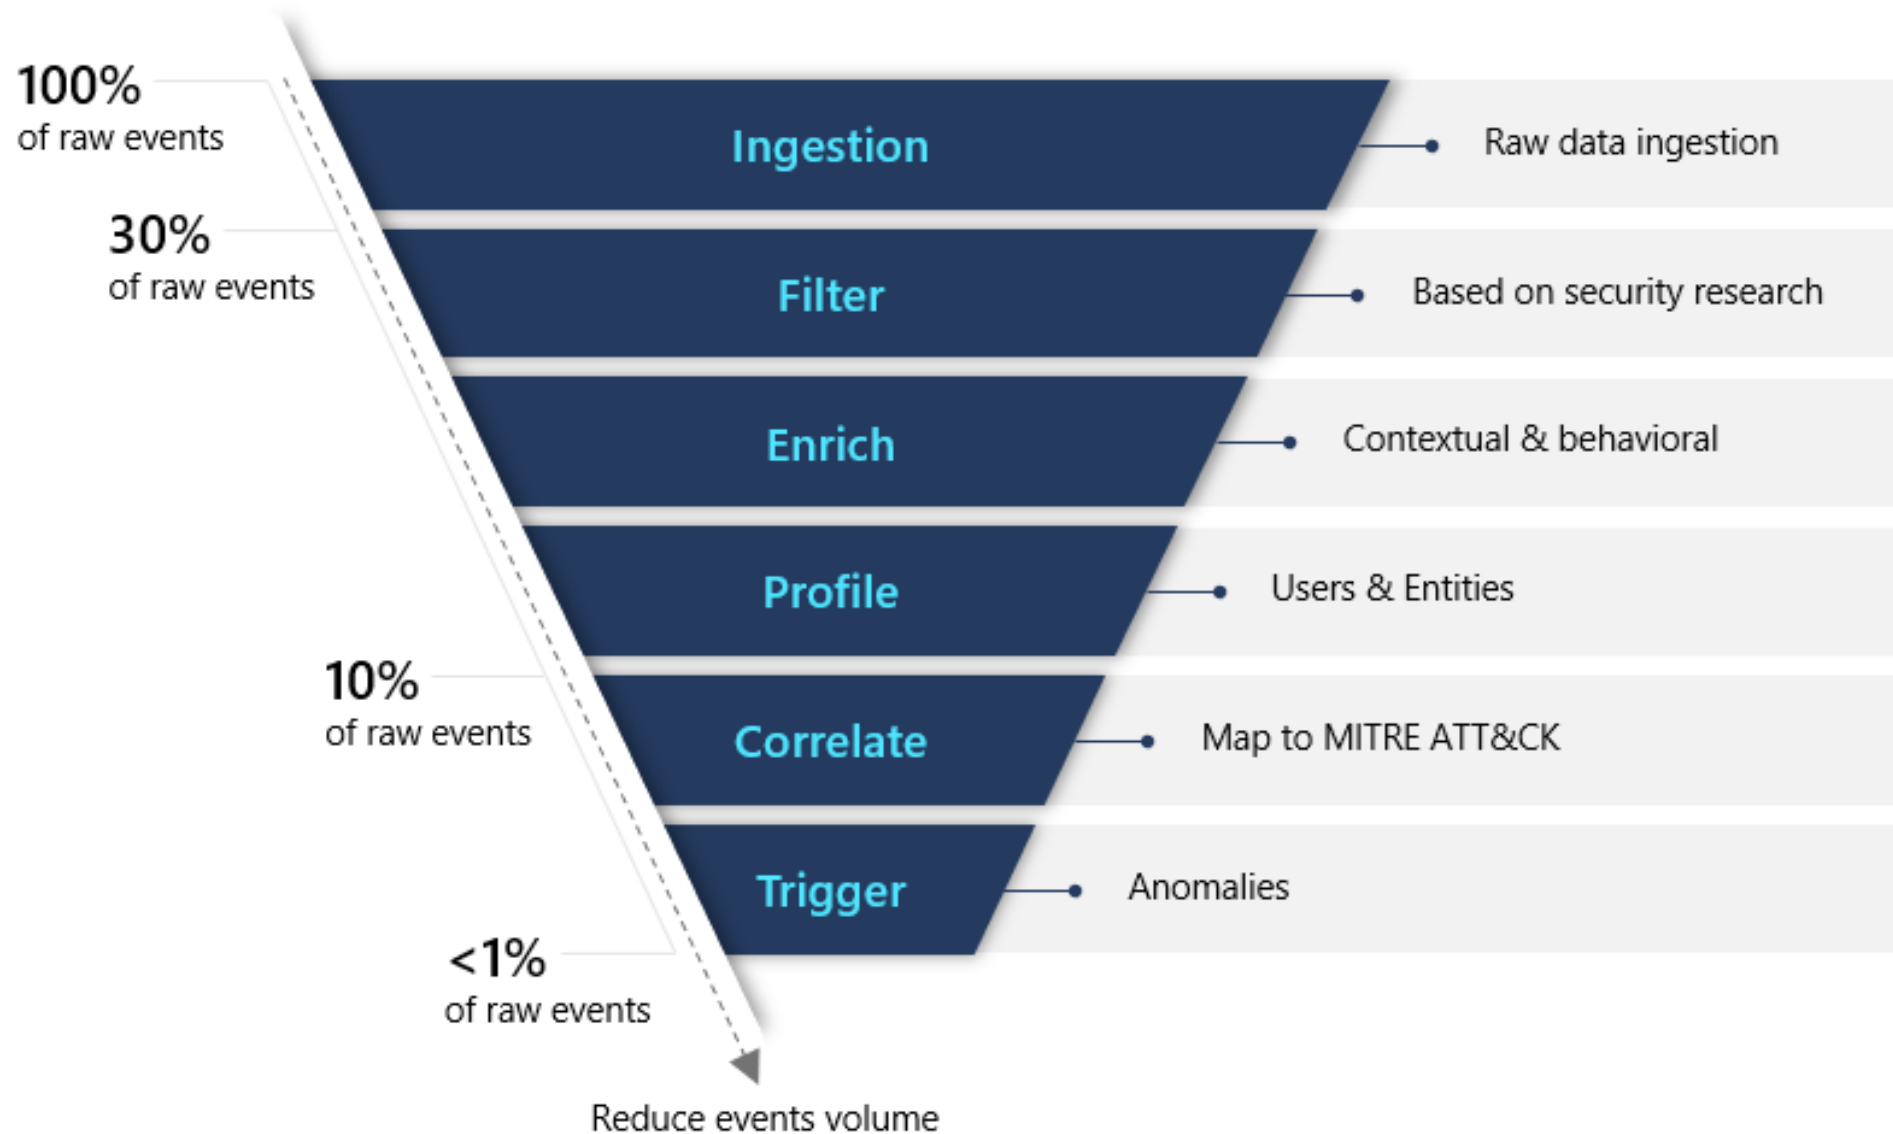 100%
of raw events
Ingestion
Raw data ingestion
30%
of raw events
Filter
Based on security research
Enrich
Contextual & behavioral
Profile
Users & Entities
10%
of raw events
Correlate
Map to MITRE ATT&CK
Trigger
Anomalies
<1%
of raw events
Reduce events volume